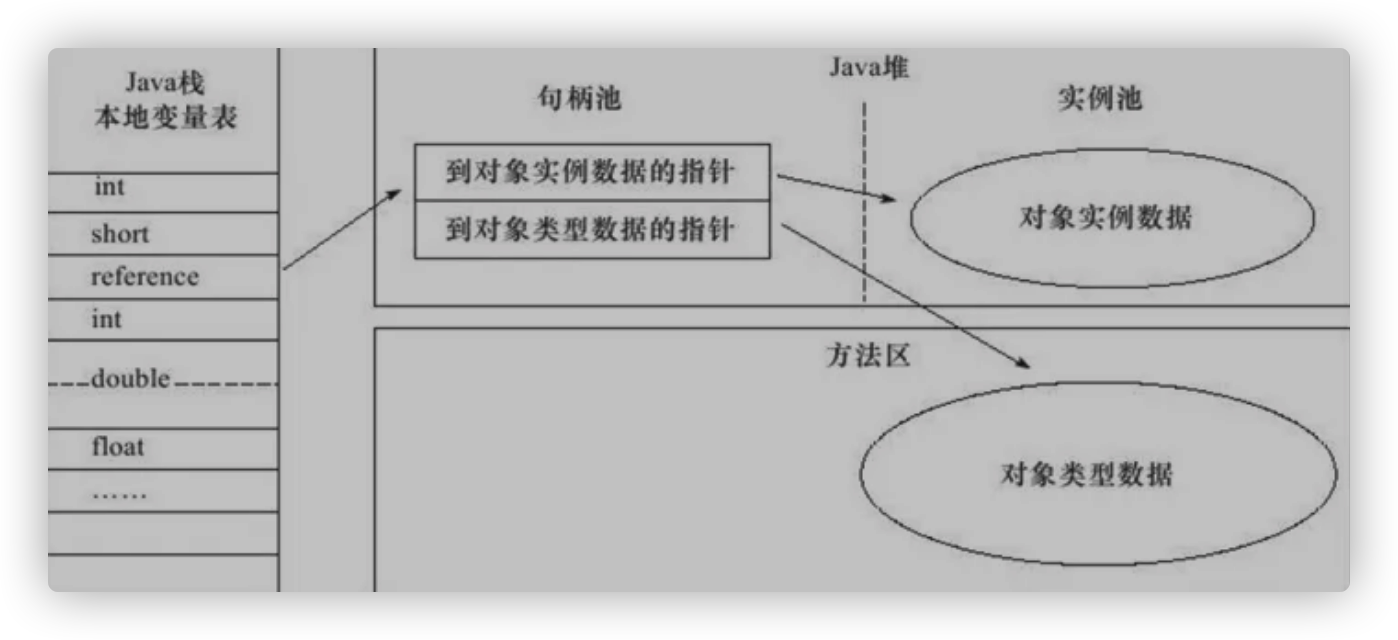 Java栈
本地变量表
int
short
reference
int
double
float
……
Java堆
句柄池
实例池
到对象实例数据的指针
到对象类型数据的指针
对象实例数据
方法区
对象类型数据